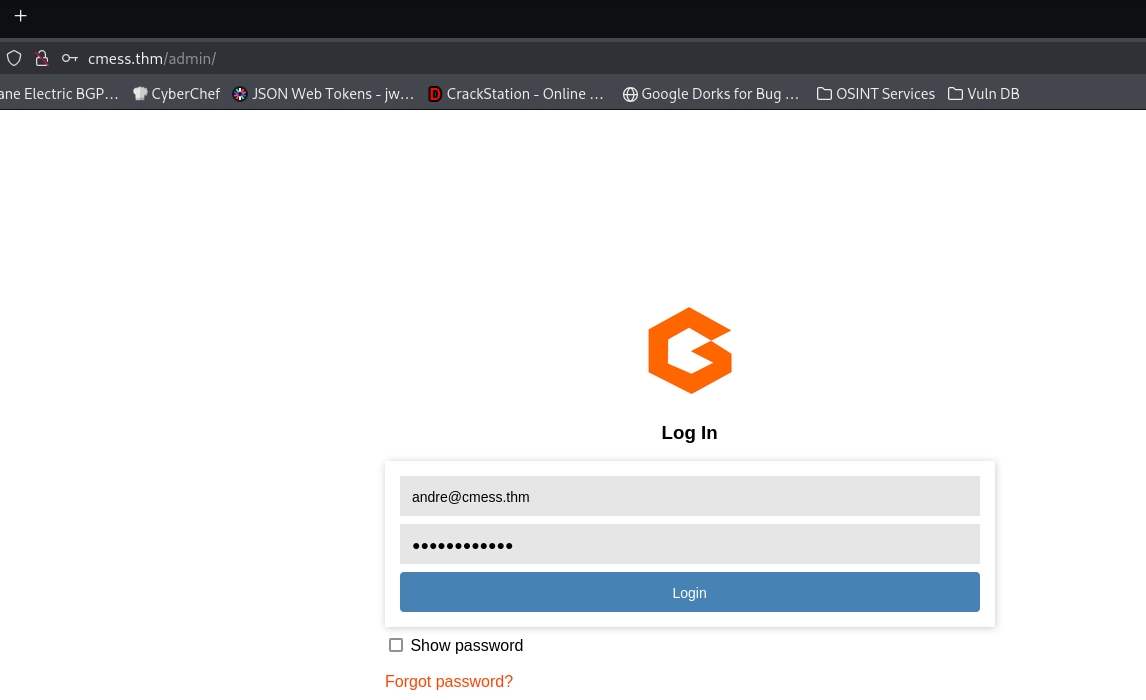 cmess.thm/admin/
ane Electric BGP… CyberChef JSON Web Tokens - jw… CrackStation - Online … Google Dorks for Bug … OSINT Services Vuln DB
Log In
andre@cmess.thm
●●●●●●●●●●●●
Login
Show password
Forgot password?